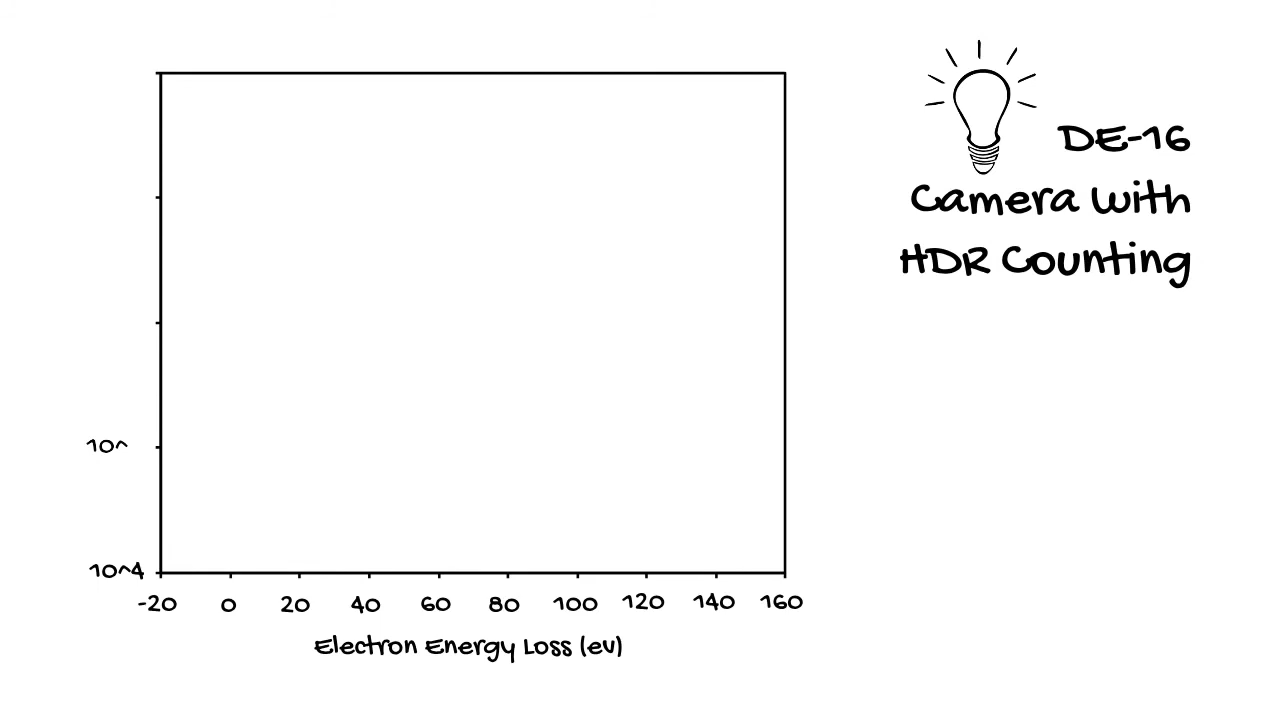 DE-16
Camera with
HDR Counting
10^
10^4
-20 0 20 40 60 80 100 120 140 160
Electron Energy Loss (ev)